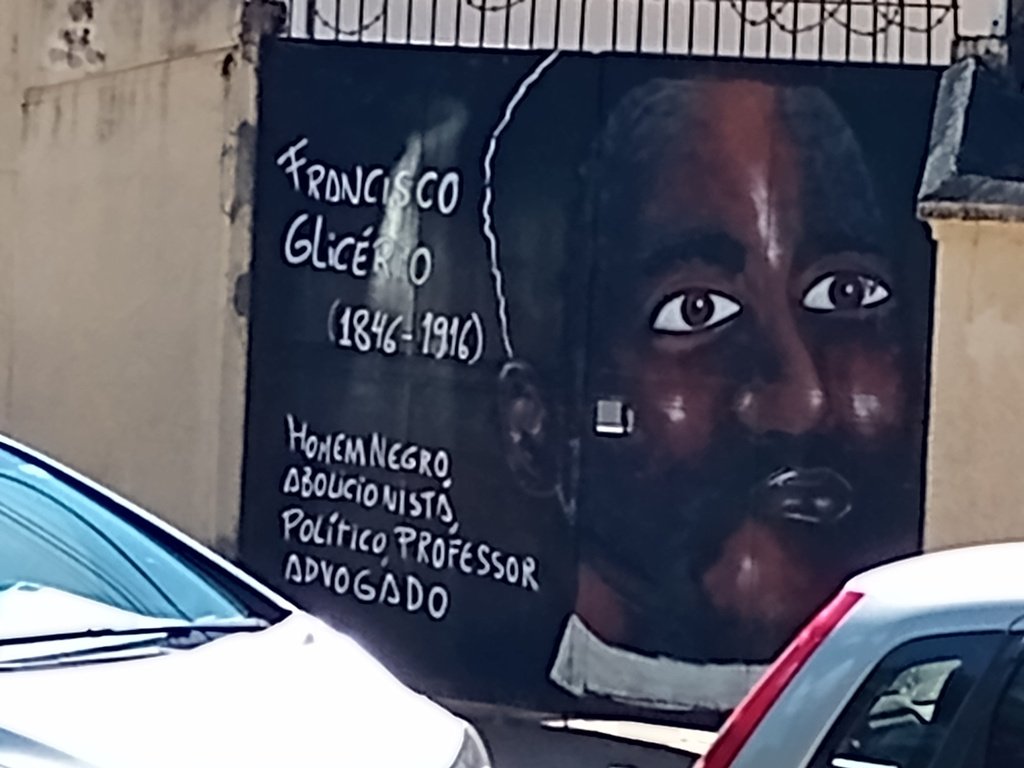 FRANCISCO
GLICÉRIO
(1846-1916)
HOMEM NEGRO,
ABOLICIONISTA,
POLÍTICO, PROFESSOR
ADVOGADO